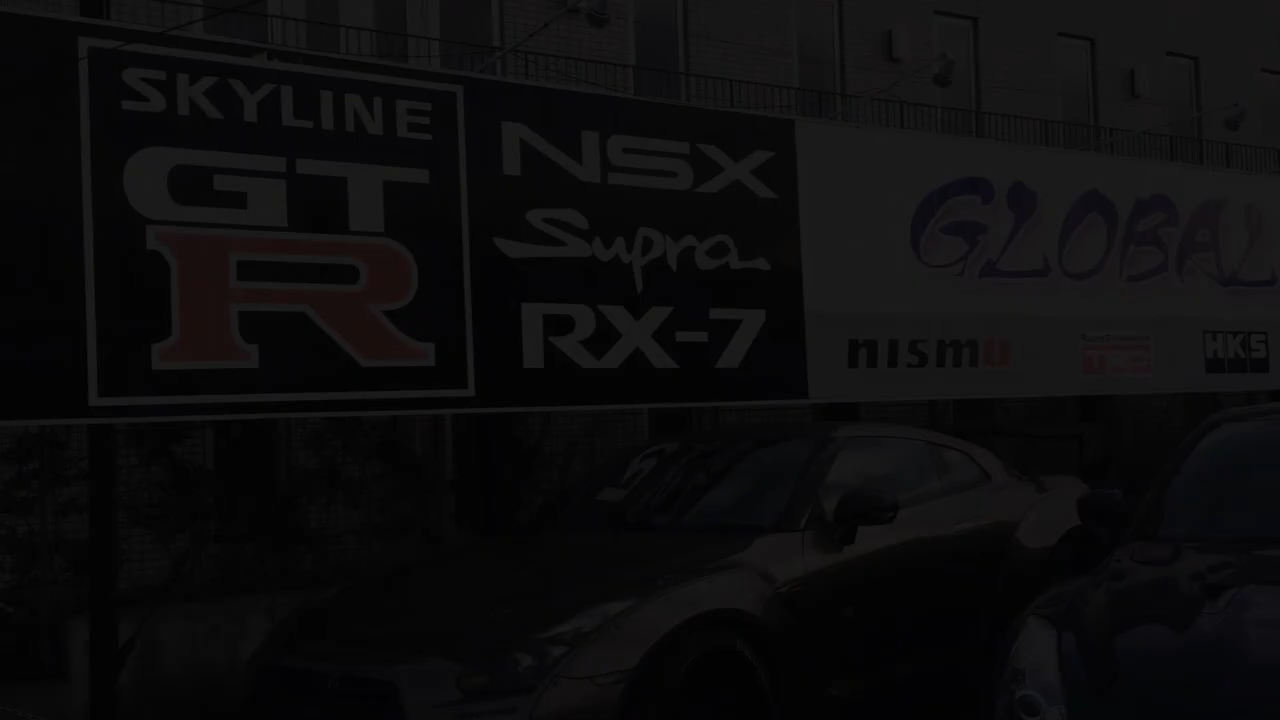 SKYLINE
GT
R
NSX
Supra
RX-7
GLOBAL
nismo
HKS